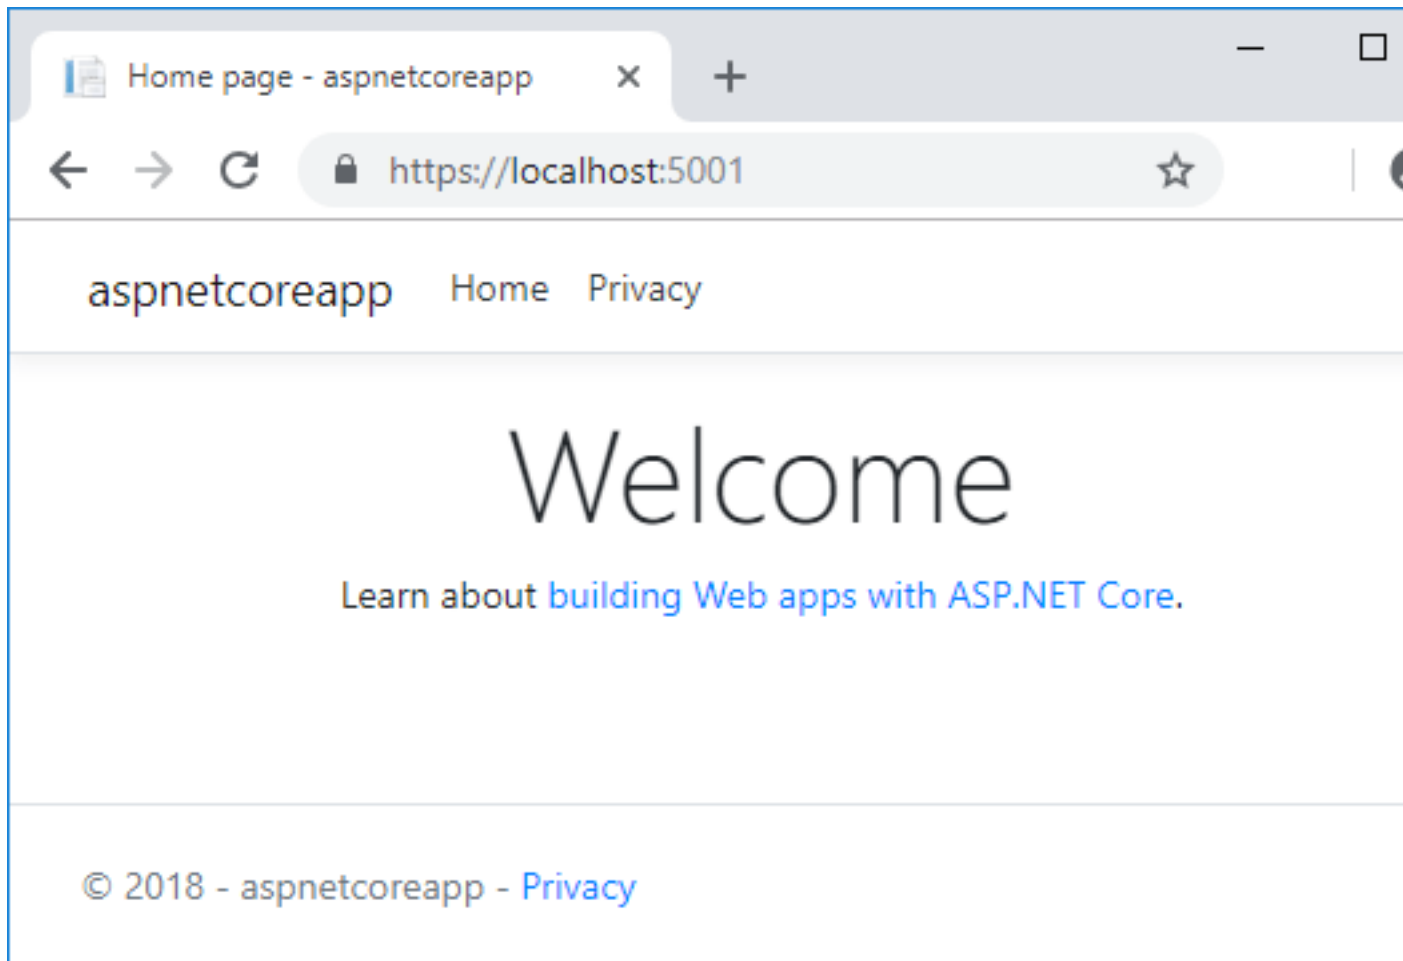 Home page - aspnetcoreapp
https://localhost:5001
aspnetcoreapp Home Privacy
Welcome
Learn about building Web apps with ASP.NET Core.
© 2018 - aspnetcoreapp - Privacy